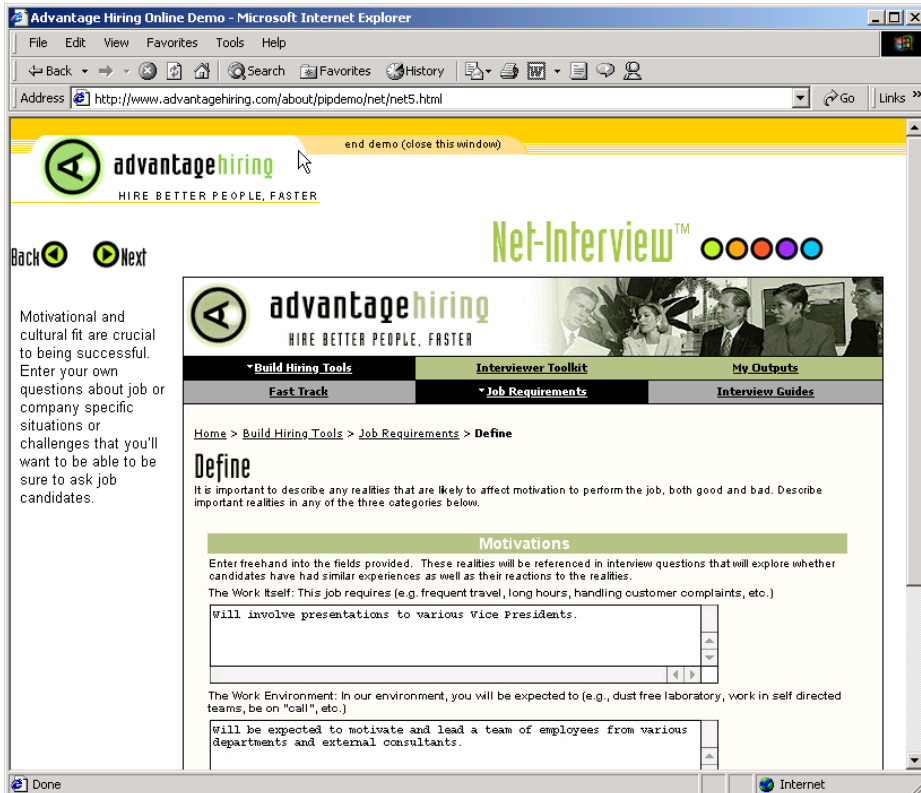 Advantage Hiring Online Demo - Microsoft Internet Explorer
File Edit View Favorites Tools Help
Back Search Favorites History
Address http://www.advantagehiring.com/about/pipdemo/net/net5.html Go Links »
end demo (close this window)
advantagehiring
HIRE BETTER PEOPLE, FASTER
Net-Interview™
Back Next
Motivational and
cultural fit are crucial
to being successful.
Enter your own
questions about job or
company specific
situations or
challenges that you'll
want to be able to be
sure to ask job
candidates.
advantagehiring
HIRE BETTER PEOPLE, FASTER
Build Hiring Tools Interviewer Toolkit My Outputs
Fast Track Job Requirements Interview Guides
Home > Build Hiring Tools > Job Requirements > Define
Define
It is important to describe any realities that are likely to affect motivation to perform the job, both good and bad. Describe
important realities in any of the three categories below.
Motivations
Enter freehand into the fields provided. These realities will be referenced in interview questions that will explore whether
candidates have had similar experiences as well as their reactions to the realities.
The Work Itself: This job requires (e.g. frequent travel, long hours, handling customer complaints, etc.)
Will involve presentations to various Vice Presidents.
The Work Environment: In our environment, you will be expected to (e.g., dust free laboratory, work in self directed
teams, be on "call", etc.)
Will be expected to motivate and lead a team of employees from various
departments and external consultants.
Done Internet